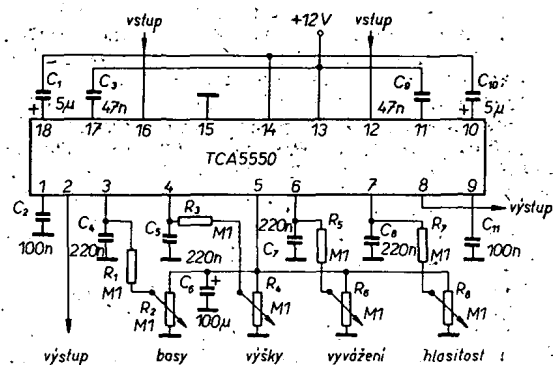 vstup +12V vstup
C1 C3 C9 C10
+ 5µ 47n 47n + 5µ
18 17 16 15 14 13 12 11 10
TCA5550
1 2 3 4 5 6 7 8 9
C2 100n
C4 220n
R3 M1
C5 220n
220n C7
R5 M1
C8 220n
R7 M1
výstup
C11 100n
R1 M1
R2 M1
C6 + 100µ
R4 M1
R6 M1
R8 M1
výstup basy výšky vyvážení hlasitost